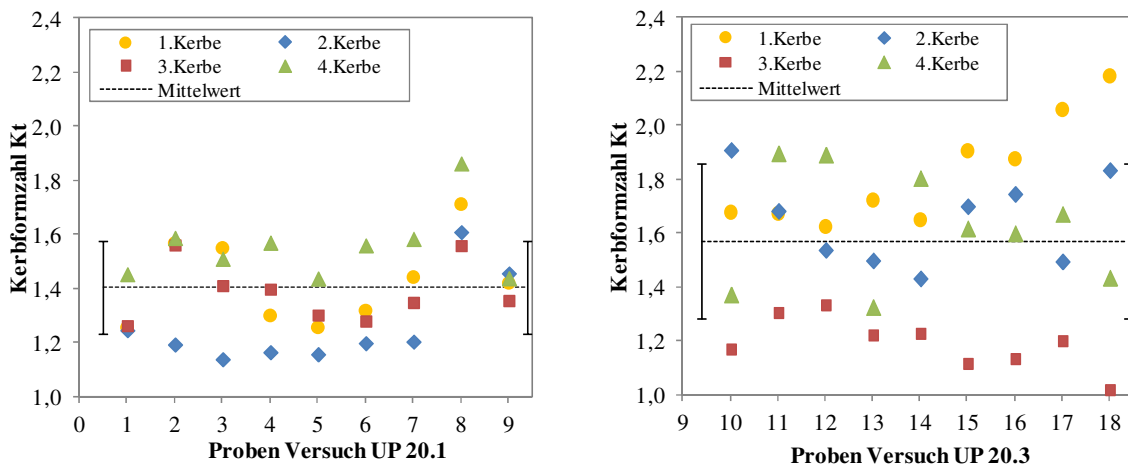 2,4
2,2
2,0
1,8
1,6
1,4
1,2
1,0
Kerbformzahl Kt
1.Kerbe 2.Kerbe
3.Kerbe 4.Kerbe
Mittelwert
1 2 3 4 5 6 7 8 9
Proben Versuch UP 20.1
2,4
2,2
2,0
1,8
1,6
1,4
1,2
1,0
Kerbformzahl Kt
1.Kerbe 2.Kerbe
3.Kerbe 4.Kerbe
Mittelwert
9 10 11 12 13 14 15 16 17 18
Proben Versuch UP 20.3